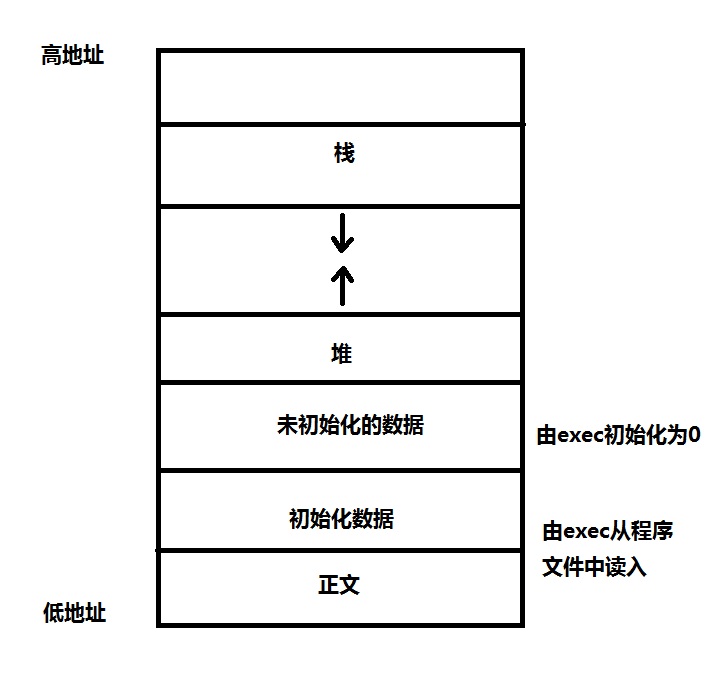 高地址
栈
堆
未初始化的数据
由exec初始化为0
初始化数据
由exec从程序
文件中读入
正文
低地址